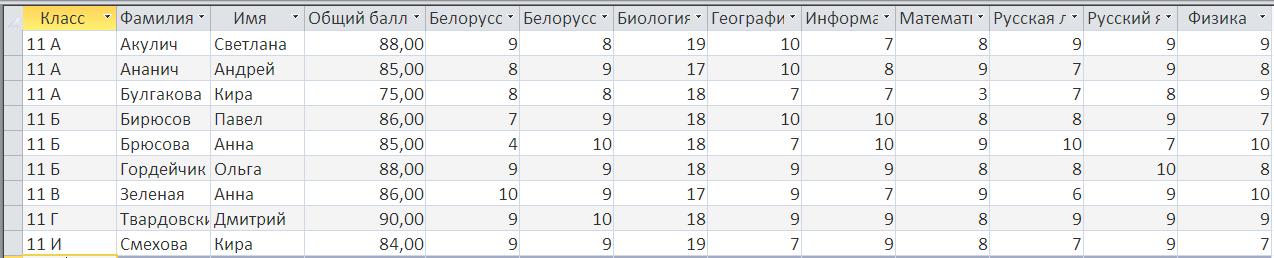 Класс Фамилия Имя Общий балл Белорусс Белорусс Биология Географи Информа Математи Русская л Русский я Физика
11 А Акулич Светлана 88,00 9 8 19 10 7 8 9 9 9
11 А Ананич Андрей 85,00 8 9 17 10 8 9 7 9 8
11 А Булгакова Кира 75,00 8 8 18 7 7 3 7 8 9
11 Б Бирюсов Павел 86,00 7 9 18 10 10 8 8 9 7
11 Б Брюсова Анна 85,00 4 10 18 7 10 9 10 7 10
11 Б Гордейчик Ольга 88,00 9 9 18 9 9 8 8 10 8
11 В Зеленая Анна 86,00 10 9 17 9 7 9 6 9 10
11 Г Твардовски Дмитрий 90,00 9 10 18 9 9 8 9 9 9
11 И Смехова Кира 84,00 9 9 19 7 9 8 7 9 7